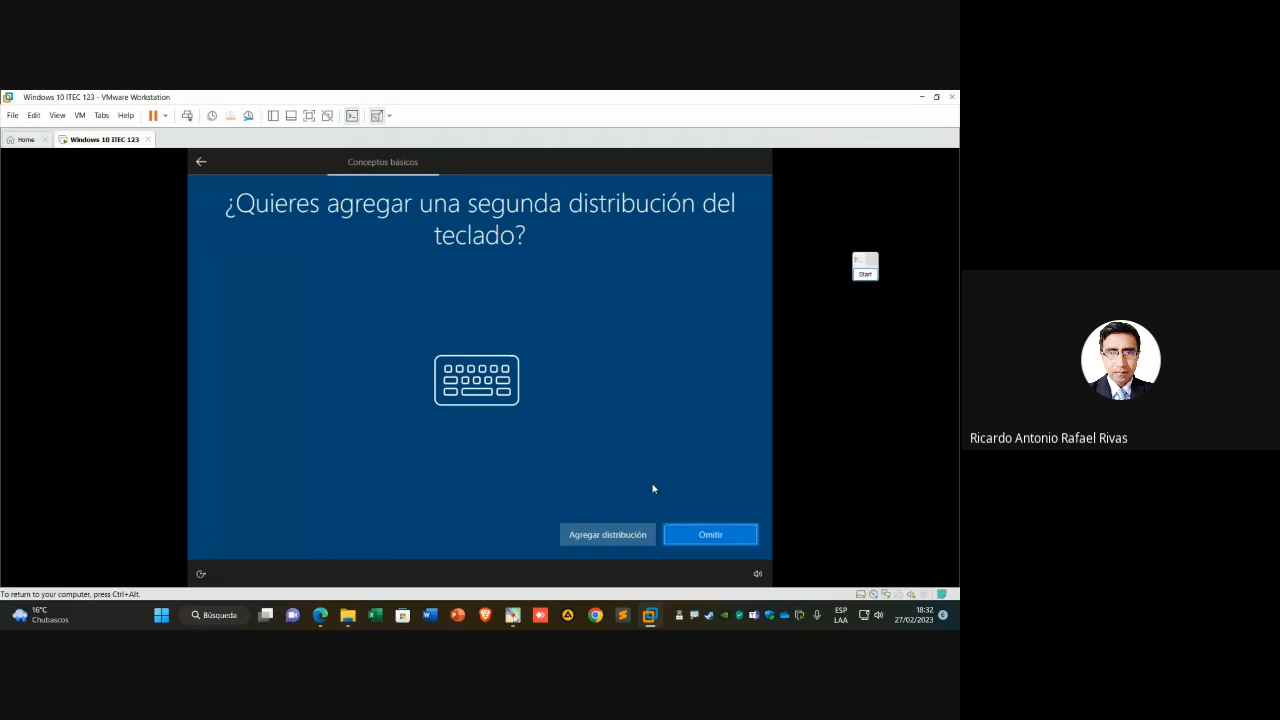 Windows 10 ITEC 123 - VMware Workstation
File Edit View VM Tabs Help
Home
Windows 10 ITEC 123
Conceptos básicos
¿Quieres agregar una segunda distribución del
teclado?
P...
Start
Agregar distribución
Omitir
To return to your computer, press Ctrl+Alt.
16°C
Chubascos
Búsqueda
ESP
LAA
18:32
27/02/2023
Ricardo Antonio Rafael Rivas